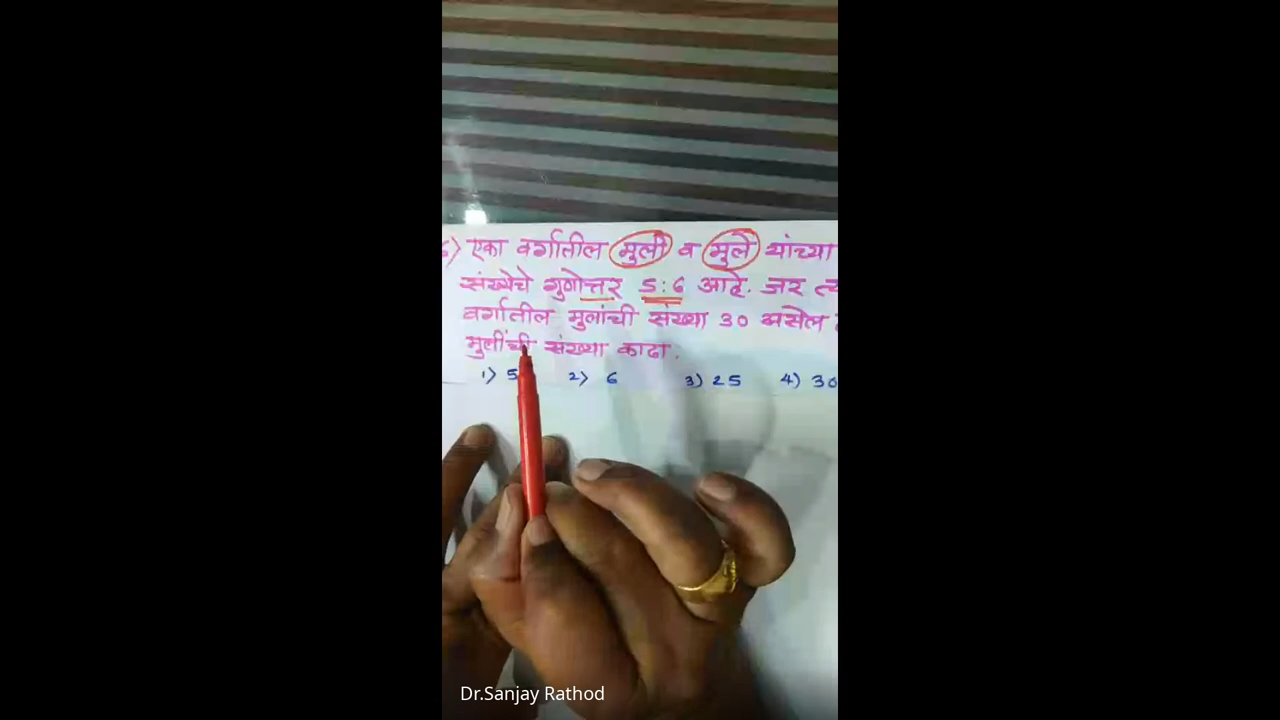 एका वर्गातील मुली व मुले यांच्या
संख्येचे गुणोत्तर 5:6 आहे. जर
वर्गातील मुलांची संख्या 30 असेल
मुलींची संख्या काढा.
1) 5 2) 6 3) 25 4) 30
Dr.Sanjay Rathod